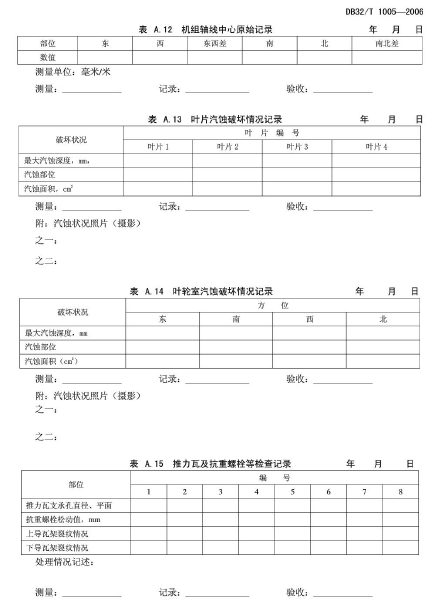 DB32/T 1005—2006
表 A.12 机组轴线中心原始记录 年 月 日
部位 东 西 东西差 南 北 南北差
数值
测量单位：毫米/米
测量： 记录： 验收：
表 A.13 叶片汽蚀破坏情况记录 年 月 日
破坏状况 叶 片 编 号
叶片 1 叶片 2 叶片 3 叶片 4
最大汽蚀深度，mm，
汽蚀部位
汽蚀面积，cm²
测量： 记录： 验收：
附：汽蚀状况照片（摄影）
之一：
之二：
表 A.14 叶轮室汽蚀破坏情况记录 年 月 日
破坏状况 方 位
东 南 西 北
最大汽蚀深度，mm
汽蚀部位
汽蚀面积（cm²）
测量： 记录： 验收：
附：汽蚀状况照片（摄影）
之一：
之二：
表 A.15 推力瓦及抗重螺栓等检查记录 年 月 日
部位 编 号
1 2 3 4 5 6 7 8
推力瓦支承孔直径、平面
抗重螺栓松动值，mm
上导瓦架裂纹情况
下导瓦架裂纹情况
处理情况记述：
测量： 记录： 验收：